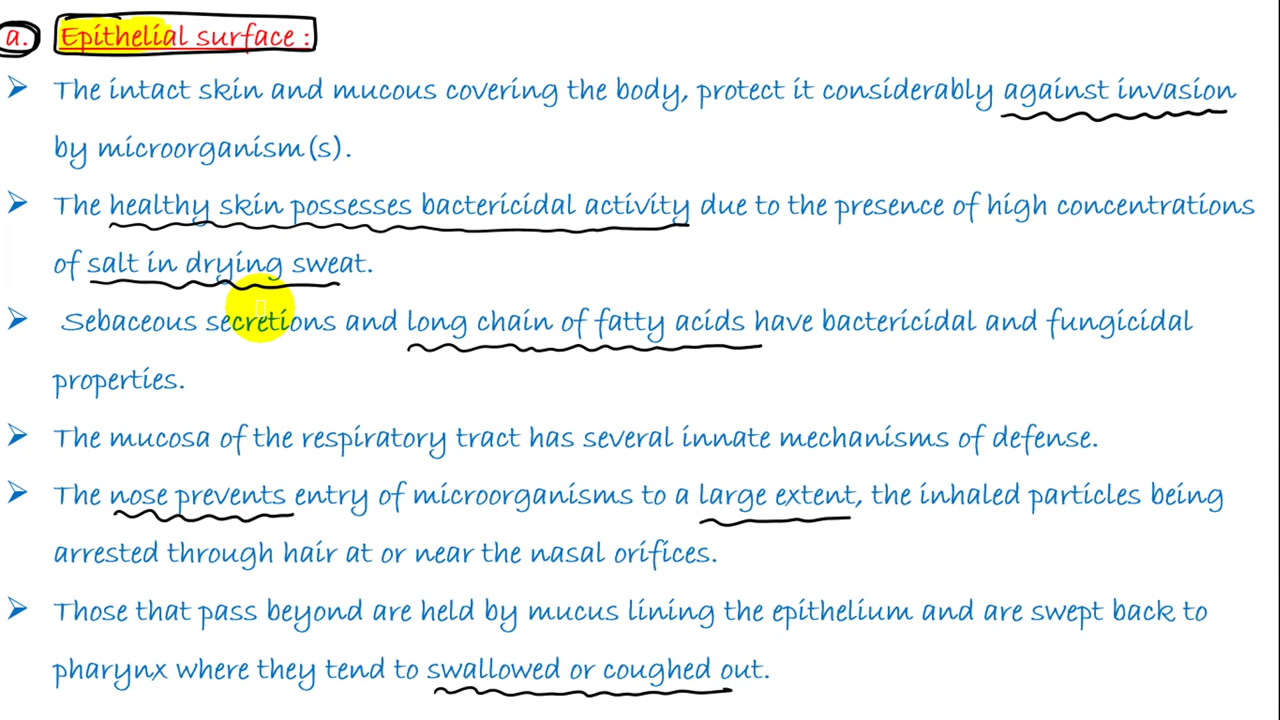 a. Epithelial surface :
➢ The intact skin and mucous covering the body, protect it considerably against invasion
by microorganism(s).
➢ The healthy skin possesses bactericidal activity due to the presence of high concentrations
of salt in drying sweat.
➢ Sebaceous secretions and long chain of fatty acids have bactericidal and fungicidal
properties.
➢ The mucosa of the respiratory tract has several innate mechanisms of defense.
➢ The nose prevents entry of microorganisms to a large extent, the inhaled particles being
arrested through hair at or near the nasal orifices.
➢ Those that pass beyond are held by mucus lining the epithelium and are swept back to
pharynx where they tend to swallowed or coughed out.